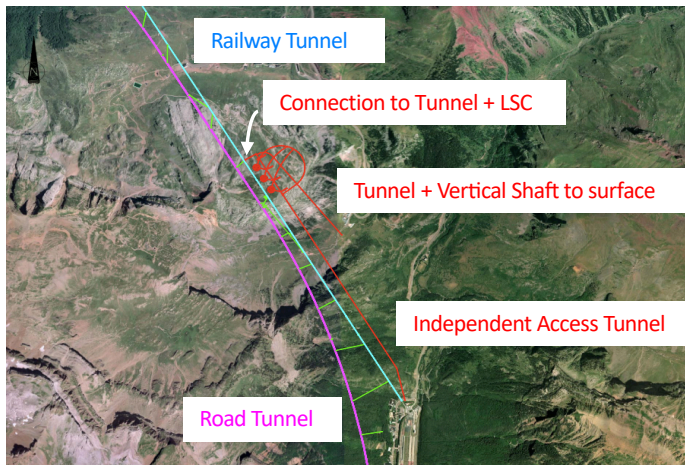 Railway Tunnel
N
Connection to Tunnel + LSC
Tunnel + Vertical Shaft to surface
Independent Access Tunnel
Road Tunnel